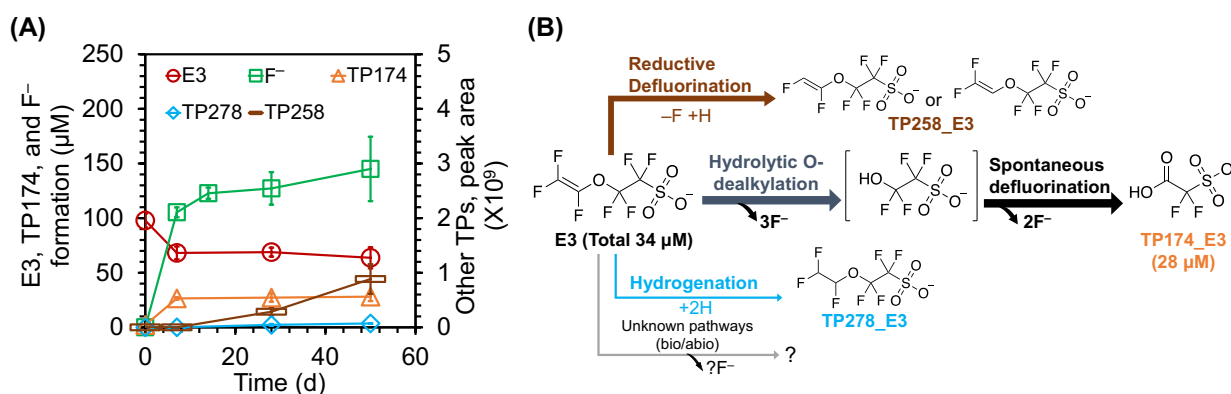 (A)
250
200
150
100
50
0
E3, TP174, and F⁻
formation (µM)
E3
F⁻
TP174
TP278
TP258
5
4
3
2
1
0
Other TPs, peak area
(X10⁹)
0
20
40
60
Time (d)
(B)
Reductive
Defluorination
–F +H
F
F
O
F
F
F
F
S
O
O
O⁻
or
F
F
O
F
F
F
F
S
O
O
O⁻
TP258_E3
F
F
F
O
F
F
F
F
S
O
O
O⁻
E3 (Total 34 µM)
Hydrolytic O-
dealkylation
3F⁻
HO
F
F
F
F
S
O
O
O⁻
Spontaneous
defluorination
2F⁻
O
HO
F
F
S
O
O
O
TP174_E3
(28 µM)
Hydrogenation
+2H
F
F
F
O
F
F
F
F
S
O
O
O⁻
TP278_E3
Unknown pathways
(bio/abio)
?F⁻
?